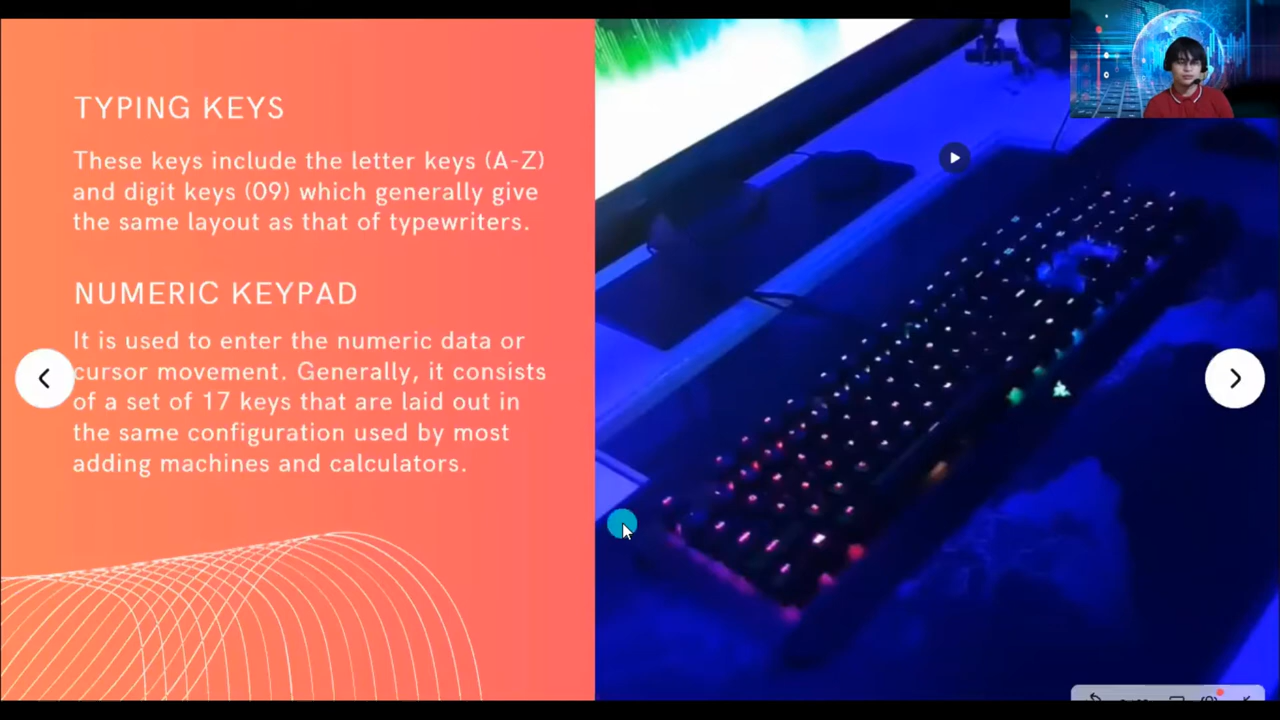 TYPING KEYS
These keys include the letter keys (A-Z)
and digit keys (09) which generally give
the same layout as that of typewriters.
NUMERIC KEYPAD
It is used to enter the numeric data or
cursor movement. Generally, it consists
of a set of 17 keys that are laid out in
the same configuration used by most
adding machines and calculators.